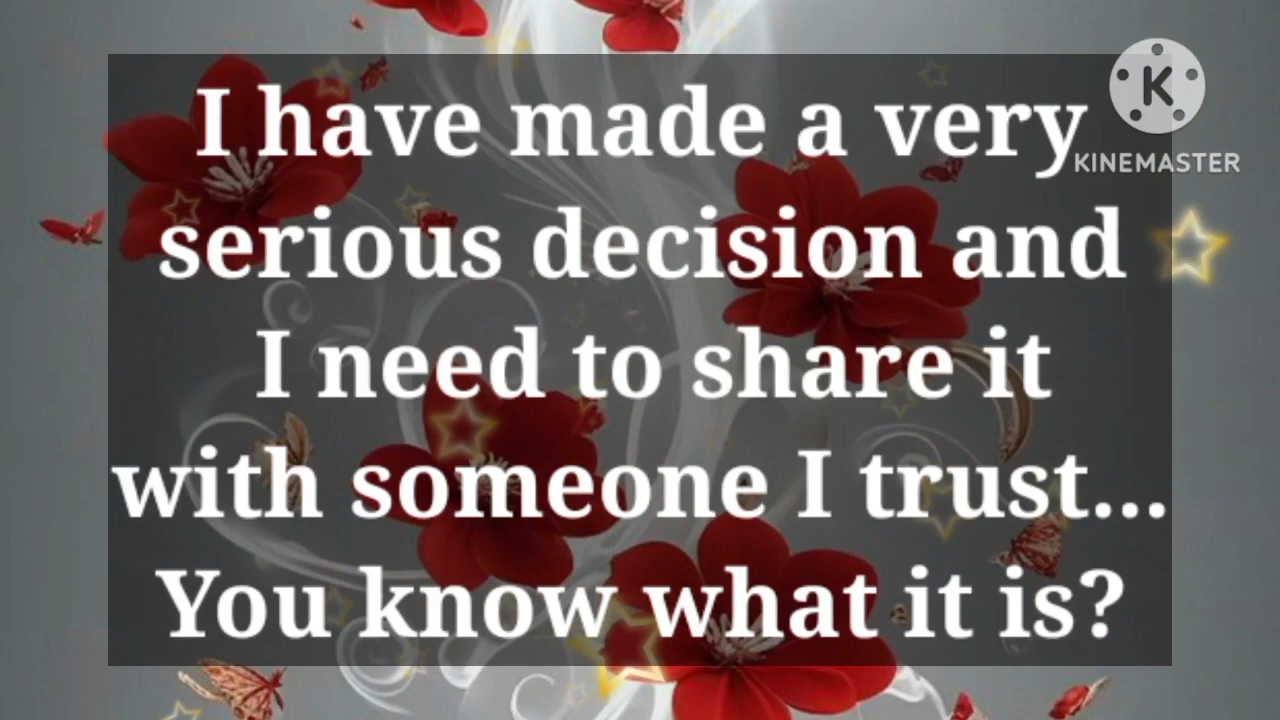 I have made a very
serious decision and
I need to share it
with someone I trust...
You know what it is?
K
KINEMASTER